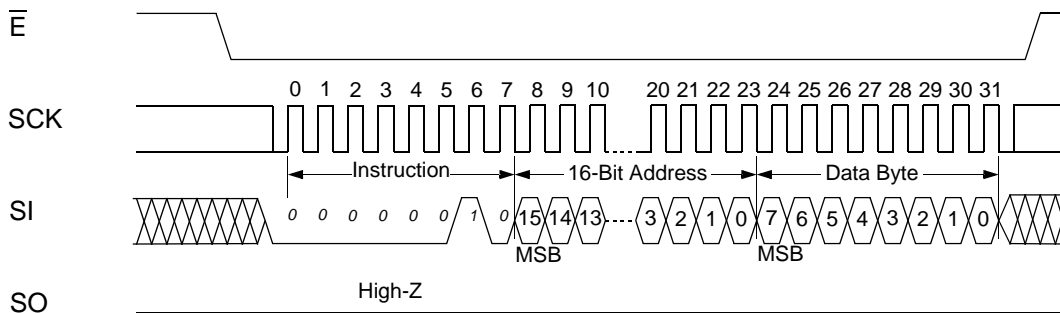 E̅
0 1 2 3 4 5 6 7 8 9 10 20 21 22 23 24 25 26 27 28 29 30 31
SCK
Instruction 16-Bit Address Data Byte
SI 0 0 0 0 0 0 1 0 15 14 13 3 2 1 0 7 6 5 4 3 2 1 0
MSB MSB
High-Z
SO